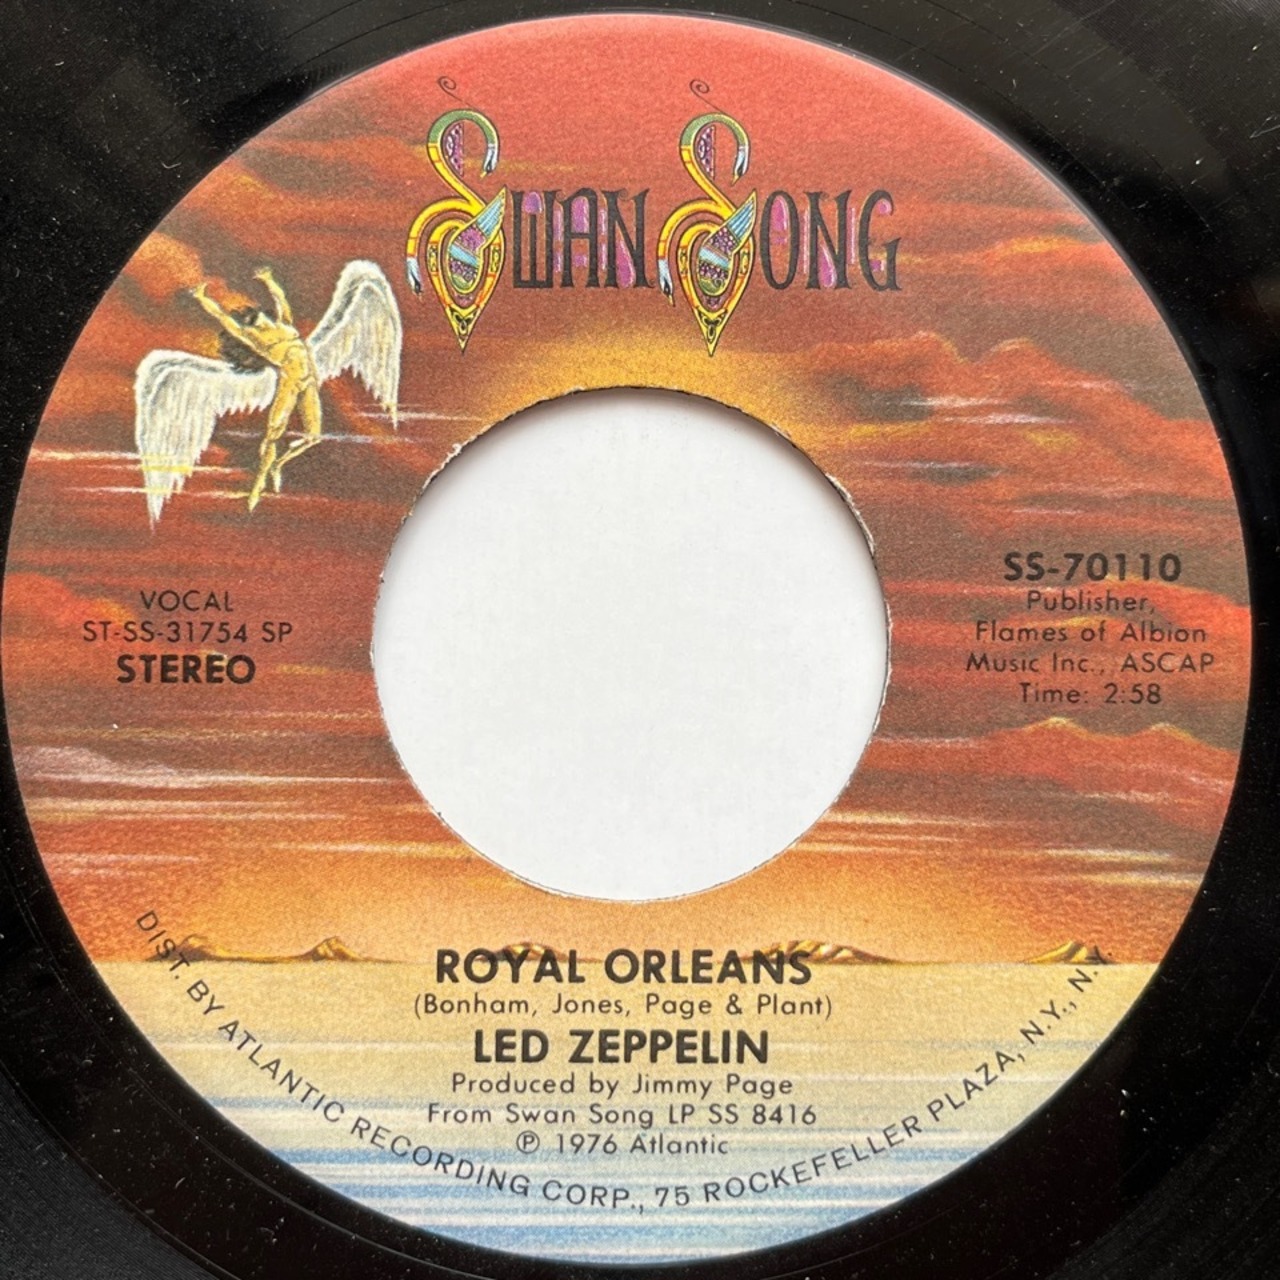 SWAN SONG
VOCAL
ST-SS-31754 SP
STEREO
SS-70110
Publisher,
Flames of Albion
Music Inc., ASCAP
Time: 2:58
ROYAL ORLEANS
(Bonham, Jones, Page & Plant)
LED ZEPPELIN
Produced by Jimmy Page
From Swan Song LP SS 8416
℗ 1976 Atlantic
DIST. BY ATLANTIC RECORDING CORP., 75 ROCKEFELLER PLAZA, N.Y., N.Y.